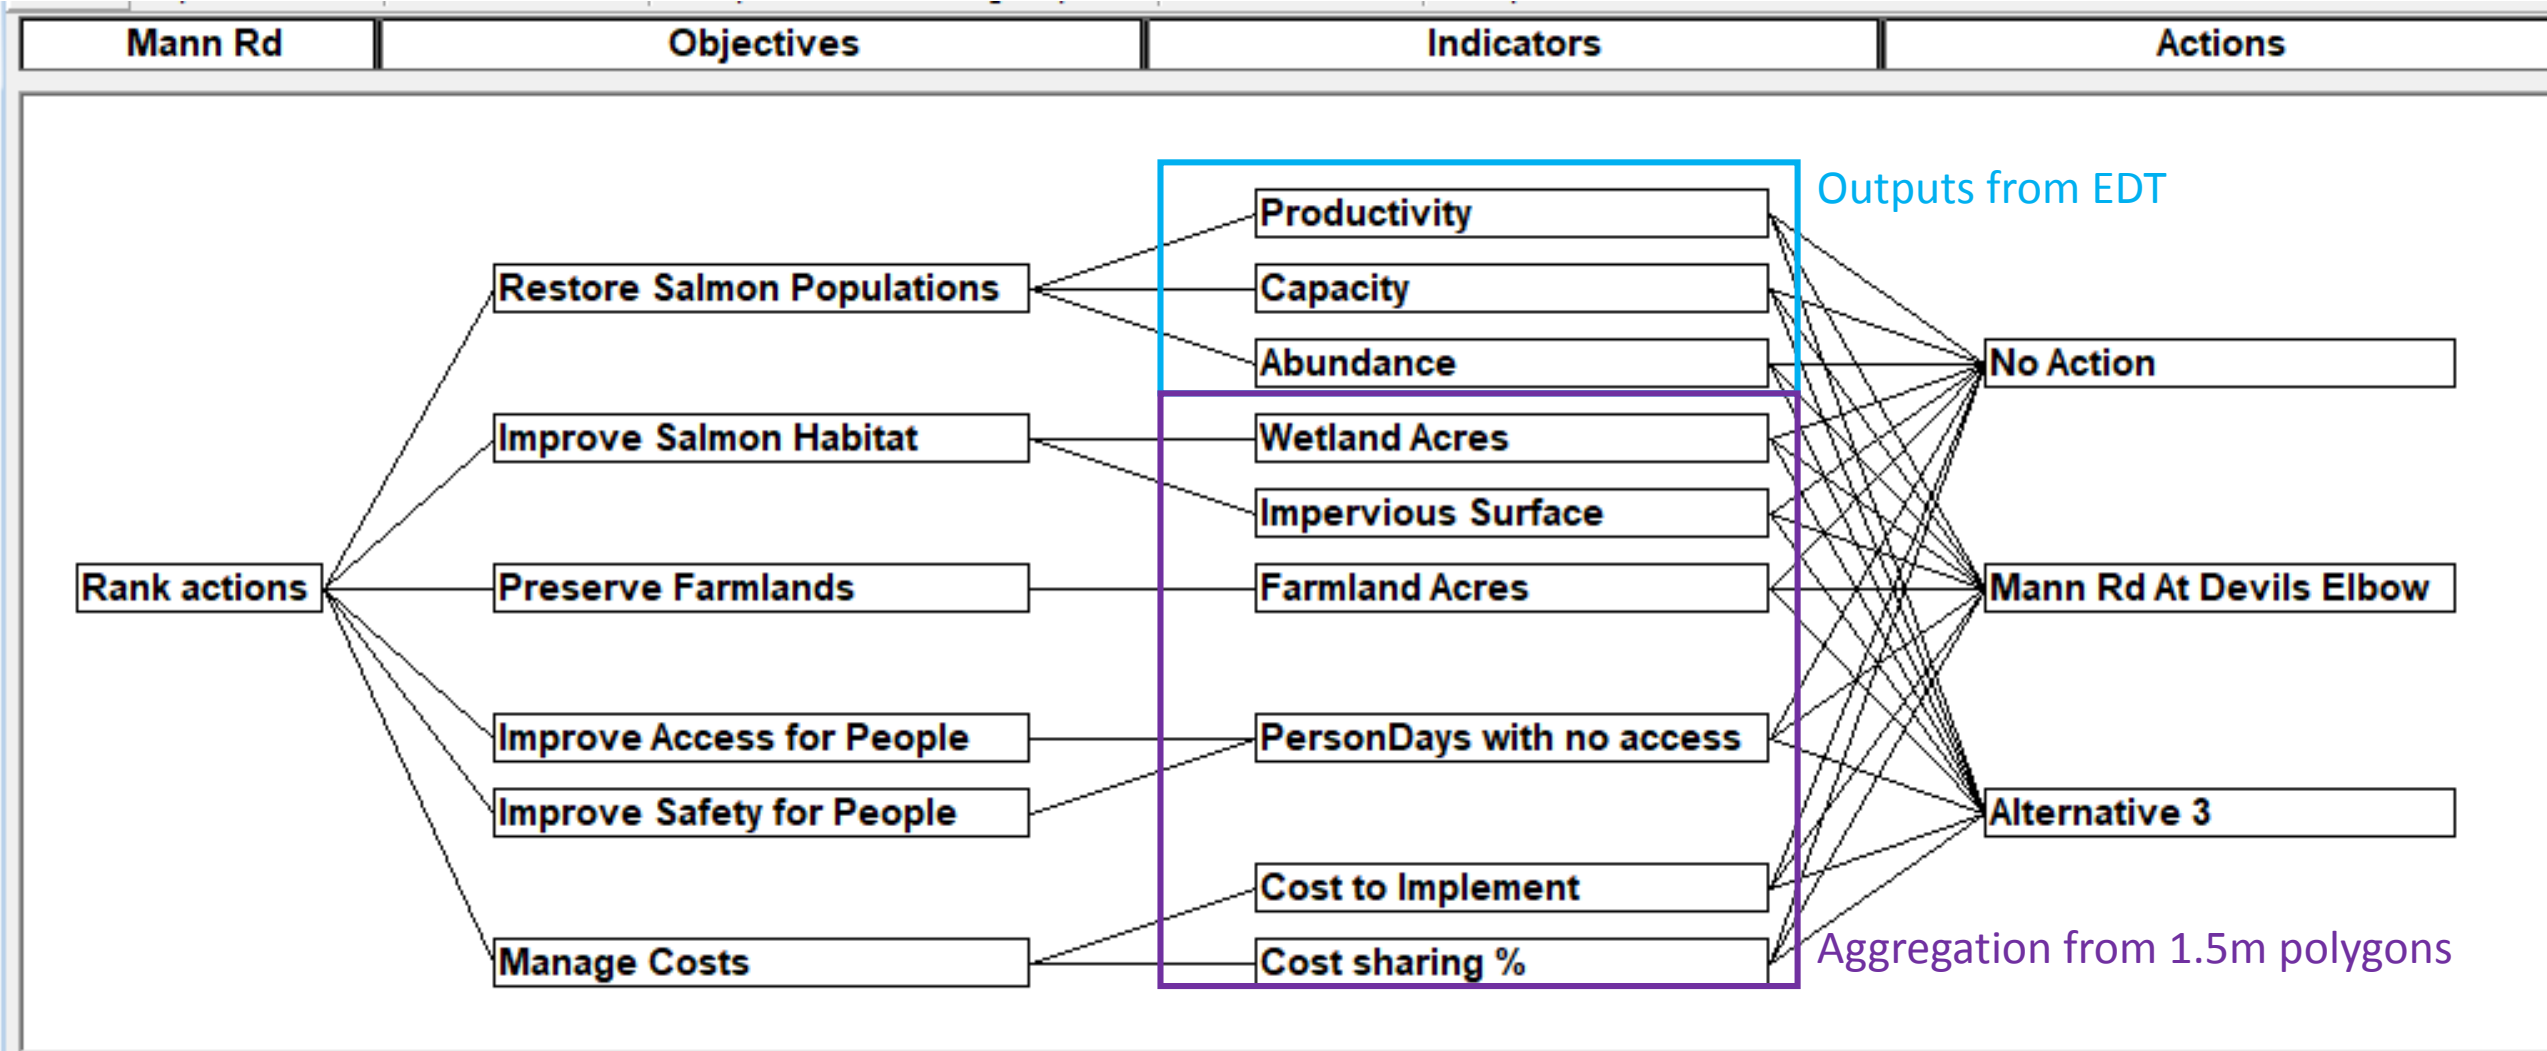 Mann Rd
Objectives
Indicators
Actions
Outputs from EDT
Productivity
Restore Salmon Populations
Capacity
Abundance
No Action
Improve Salmon Habitat
Wetland Acres
Impervious Surface
Rank actions
Preserve Farmlands
Farmland Acres
Mann Rd At Devils Elbow
Improve Access for People
PersonDays with no access
Improve Safety for People
Alternative 3
Cost to Implement
Manage Costs
Cost sharing %
Aggregation from 1.5m polygons